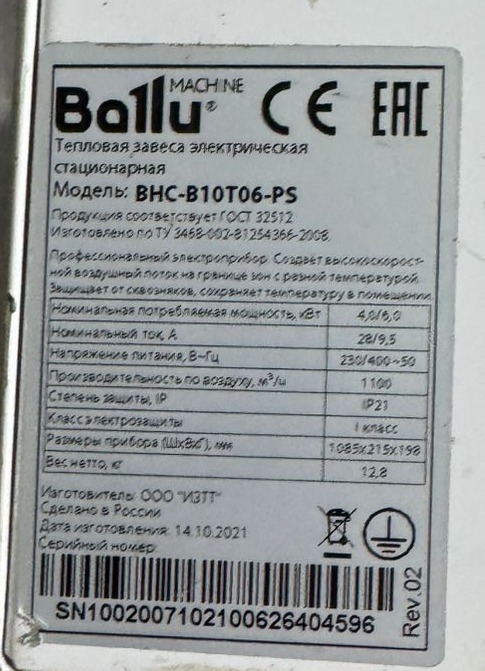 MACHINE
Ballu® CE EAC
Тепловая завеса электрическая
стационарная
Модель: BHC-B10T06-PS
Продукция соответствует ГОСТ 32512
Изготовлено по ТУ 3468-002-81254366-2008
Профессиональный электроприбор. Создает высокоскорост-
ной воздушный поток на границе зон с разной температурой.
Защищает от сквозняков, сохраняет температуру в помещении.
Номинальная потребляемая мощность, кВт 4,0/6,0
Номинальный ток, А 28/9,5
Напряжение питания, В~Гц 230/400~50
Производительность по воздуху, м³/ч 1100
Степень защиты, IP IP21
Класс электрозащиты I класс
Размеры прибора (ШхВхГ), мм 1085x215x198
Вес нетто, кг 12,8
Изготовитель: ООО "ИЗТТ"
Сделано в России
Дата изготовления: 14.10.2021
Серийный номер:
SN1002007102100626404596
Rev.02